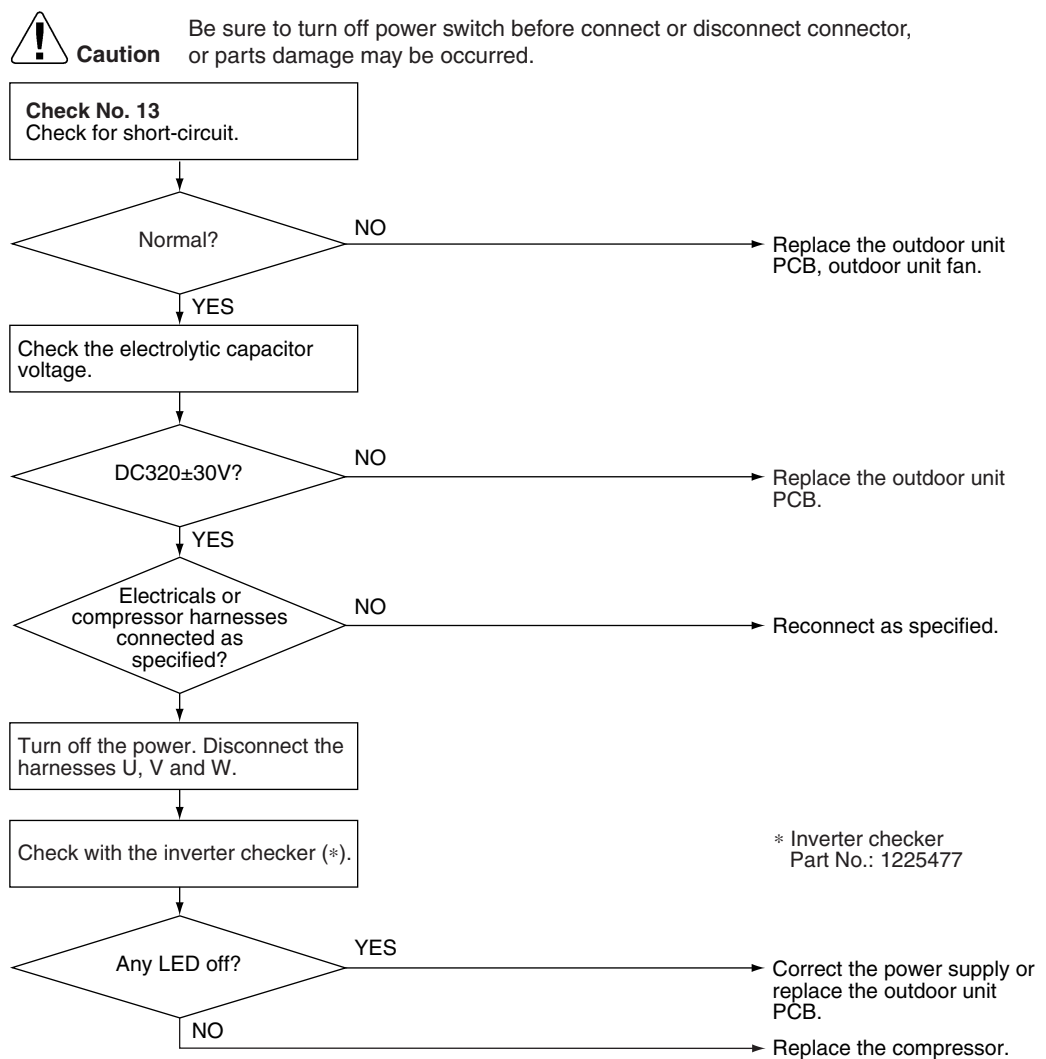 Be sure to turn off power switch before connect or disconnect connector,
Caution or parts damage may be occurred.
Check No. 13
Check for short-circuit.
Normal?
NO
Replace the outdoor unit
PCB, outdoor unit fan.
YES
Check the electrolytic capacitor
voltage.
DC320±30V?
NO
Replace the outdoor unit
PCB.
YES
Electricals or
compressor harnesses
connected as
specified?
NO
Reconnect as specified.
Turn off the power. Disconnect the
harnesses U, V and W.
Check with the inverter checker (*).
* Inverter checker
Part No.: 1225477
Any LED off?
YES
Correct the power supply or
replace the outdoor unit
PCB.
NO
Replace the compressor.